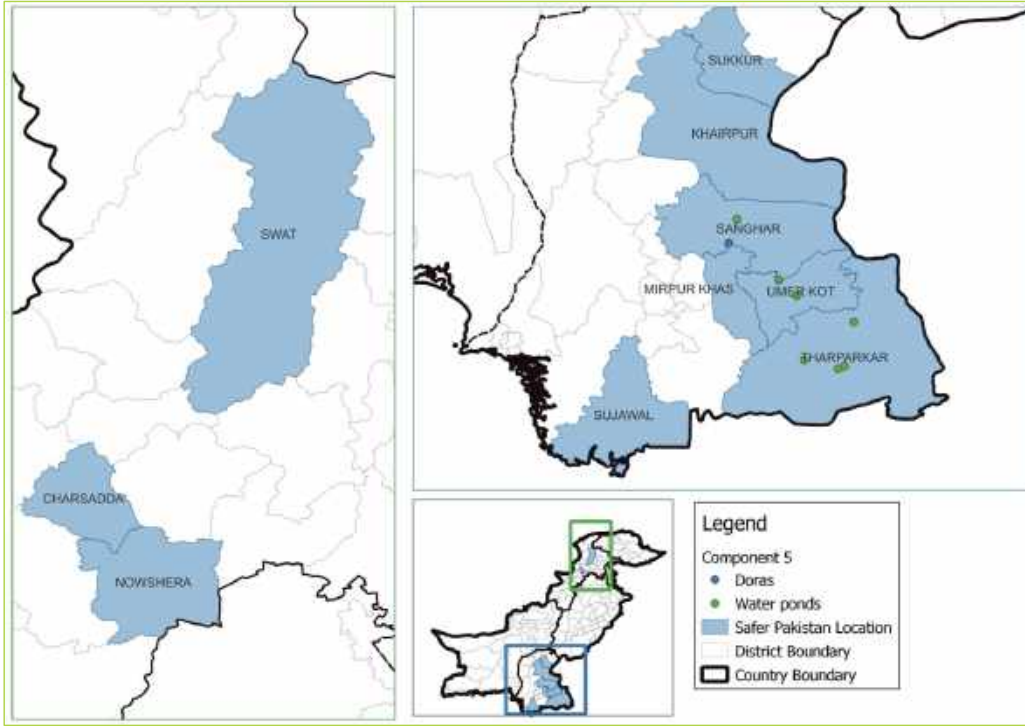 SWAT
CHARSADDA
NOWSHERA
SUKKUR
KHAIRPUR
SANGHAR
MIRPUR KHAS
UMER KOT
THARPARKAR
SUJAWAL
Legend
Component 5
Doras
Water ponds
Safer Pakistan Location
District Boundary
Country Boundary